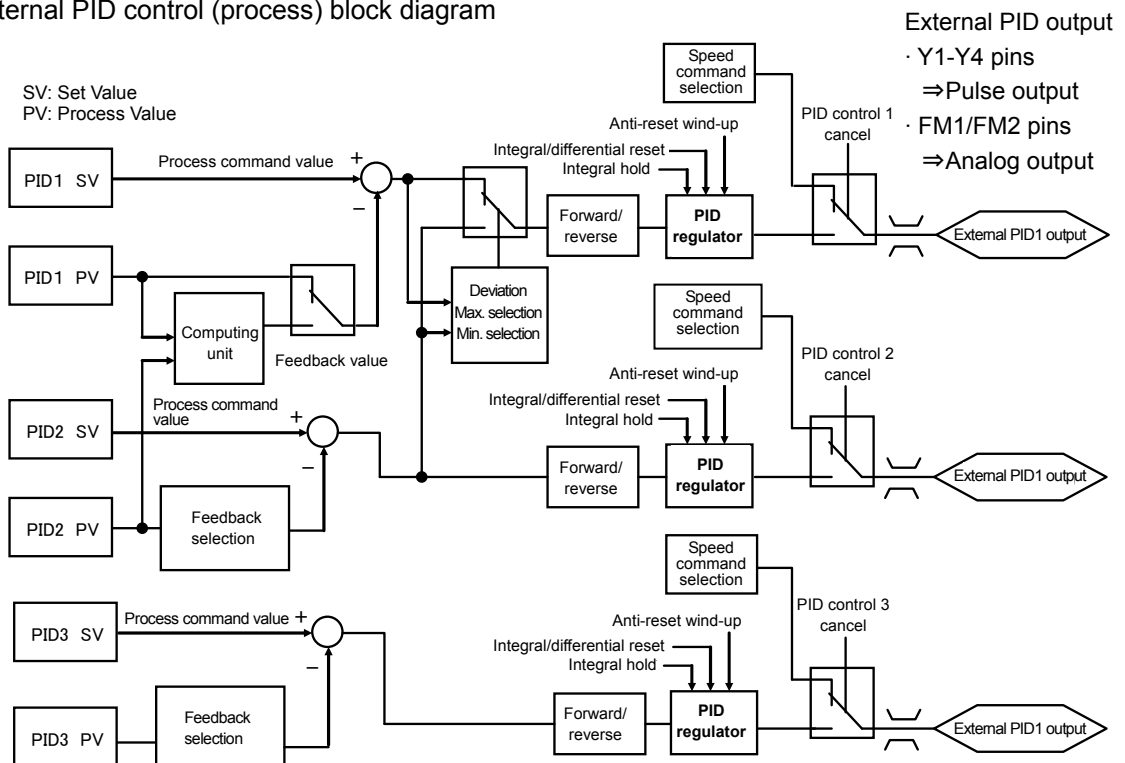 ternal PID control (process) block diagram
External PID output
· Y1-Y4 pins
⇒Pulse output
· FM1/FM2 pins
⇒Analog output
SV: Set Value
PV: Process Value
Speed
command
selection
PID control 1
cancel
Anti-reset wind-up
Integral/differential reset
Integral hold
Process command value
+
−
PID1 SV
Forward/
reverse
PID
regulator
External PID1 output
PID1 PV
Deviation
Max. selection
Min. selection
Computing
unit
Feedback value
Speed
command
selection
PID control 2
cancel
Anti-reset wind-up
Integral/differential reset
Integral hold
Process command
value
+
−
PID2 SV
Forward/
reverse
PID
regulator
External PID1 output
PID2 PV
Feedback
selection
Speed
command
selection
PID control 3
cancel
Anti-reset wind-up
Integral/differential reset
Integral hold
Process command value
+
−
PID3 SV
Forward/
reverse
PID
regulator
External PID1 output
PID3 PV
Feedback
selection